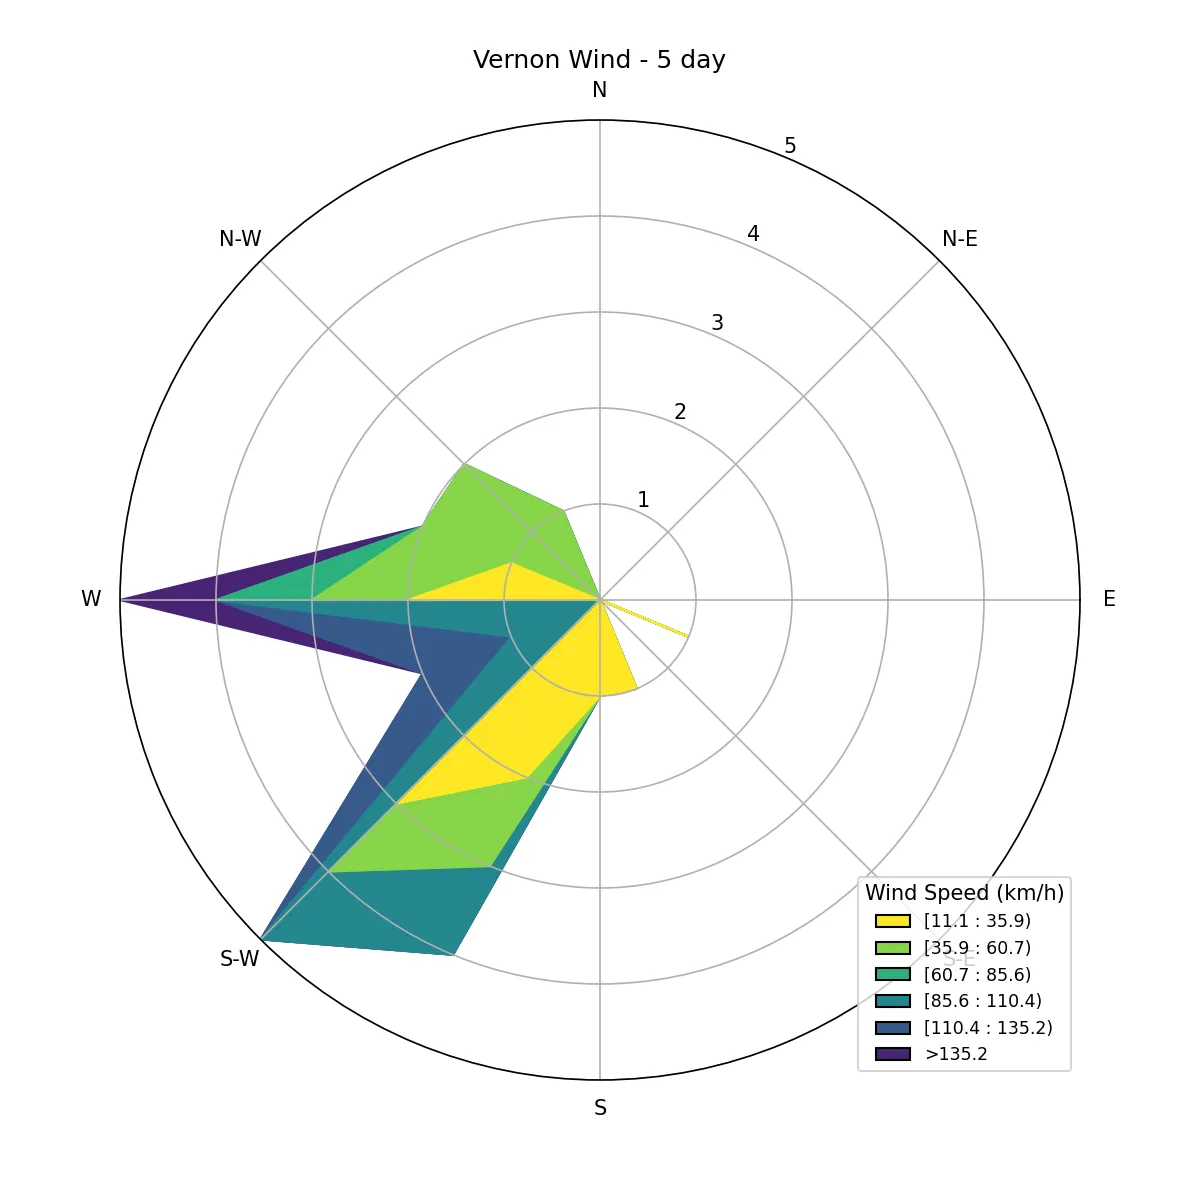 Vernon Wind - 5 day
N
5
N-W
4
N-E
3
2
1
W
E
Wind Speed (km/h)
[11.1 : 35.9)
[35.9 : 60.7)
S-W
S-E
[60.7 : 85.6)
[85.6 : 110.4)
[110.4 : 135.2)
>135.2
S